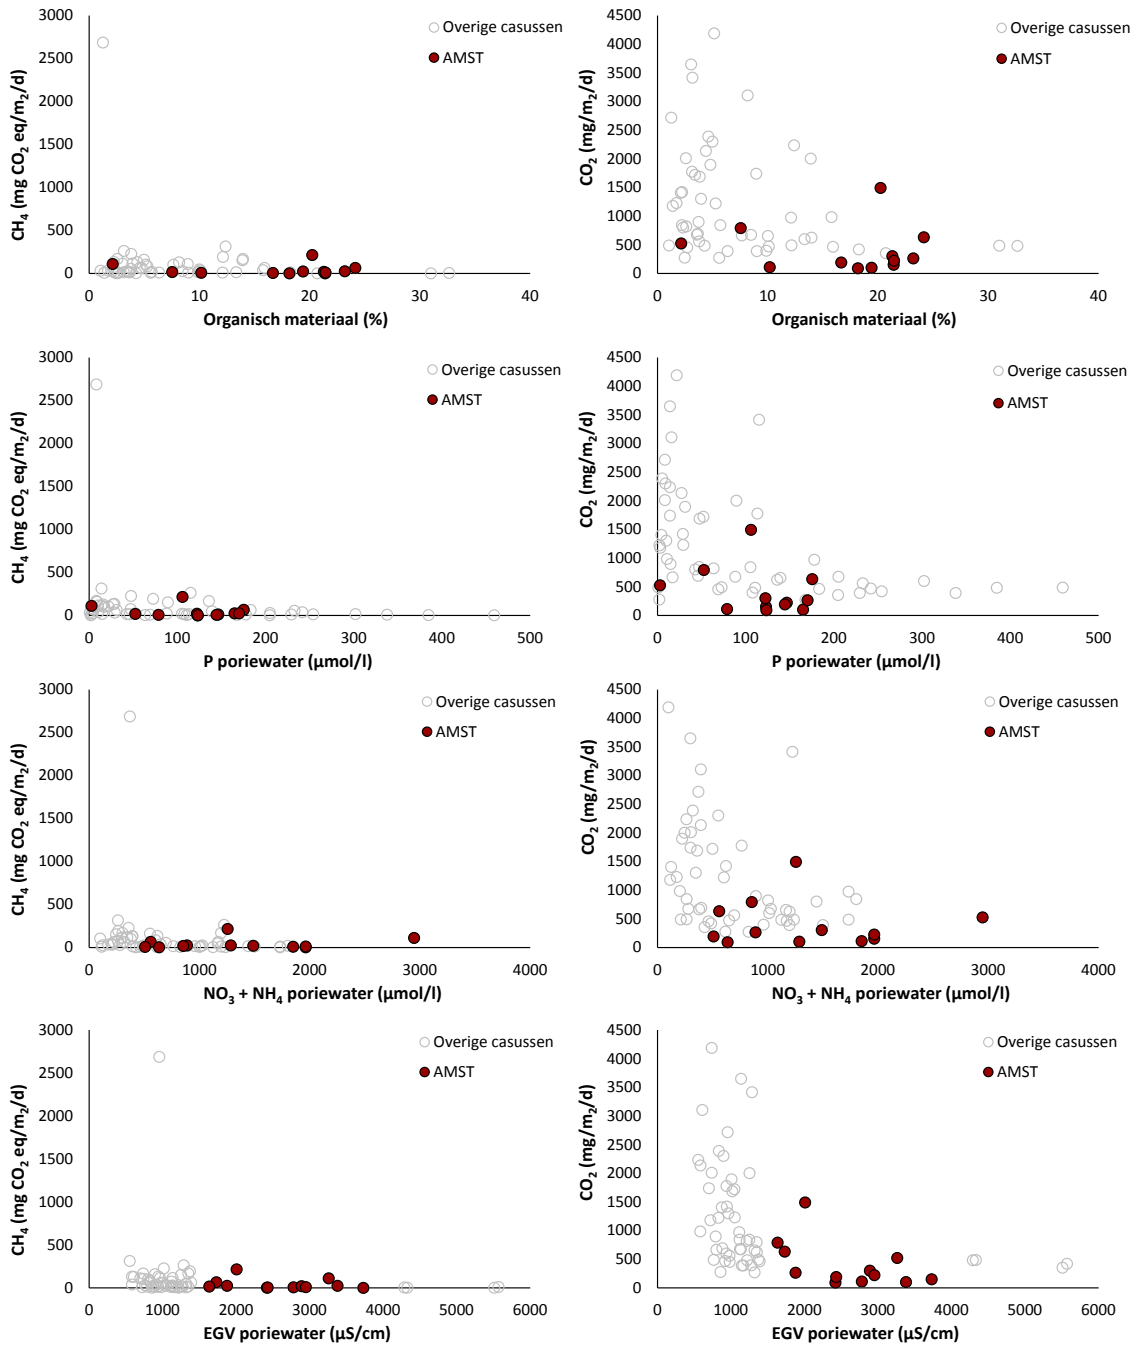 CH4 (mg CO2 eq/m2/d)
3000
2500
2000
1500
1000
500
0
0 10 20 30 40
Organisch materiaal (%)
Overige casussen
AMST
CO2 (mg/m2/d)
4500
4000
3500
3000
2500
2000
1500
1000
500
0
0 10 20 30 40
Organisch materiaal (%)
Overige casussen
AMST
CH4 (mg CO2 eq/m2/d)
3000
2500
2000
1500
1000
500
0
0 100 200 300 400 500
P poriewater (µmol/l)
Overige casussen
AMST
CO2 (mg/m2/d)
4500
4000
3500
3000
2500
2000
1500
1000
500
0
0 100 200 300 400 500
P poriewater (µmol/l)
Overige casussen
AMST
CH4 (mg CO2 eq/m2/d)
3000
2500
2000
1500
1000
500
0
0 1000 2000 3000 4000
NO3 + NH4 poriewater (µmol/l)
Overige casussen
AMST
CO2 (mg/m2/d)
4500
4000
3500
3000
2500
2000
1500
1000
500
0
0 1000 2000 3000 4000
NO3 + NH4 poriewater (µmol/l)
Overige casussen
AMST
CH4 (mg CO2 eq/m2/d)
3000
2500
2000
1500
1000
500
0
0 1000 2000 3000 4000 5000 6000
EGV poriewater (µS/cm)
Overige casussen
AMST
CO2 (mg/m2/d)
4500
4000
3500
3000
2500
2000
1500
1000
500
0
0 1000 2000 3000 4000 5000 6000
EGV poriewater (µS/cm)
Overige casussen
AMST